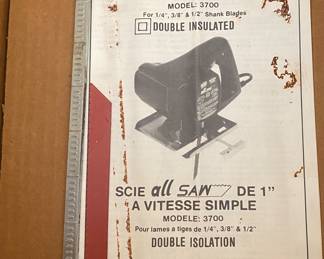 MODEL: 3700
For 1/4", 3/8" & 1/2" Shank Blades
DOUBLE INSULATED
SCIE all SAW DE 1"
A VITESSE SIMPLE
MODELE: 3700
Pour lames a tiges de 1/4", 3/8" & 1/2"
DOUBLE ISOLATION